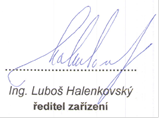 Ing. Luboš Halenkovský
ředitel zařízení